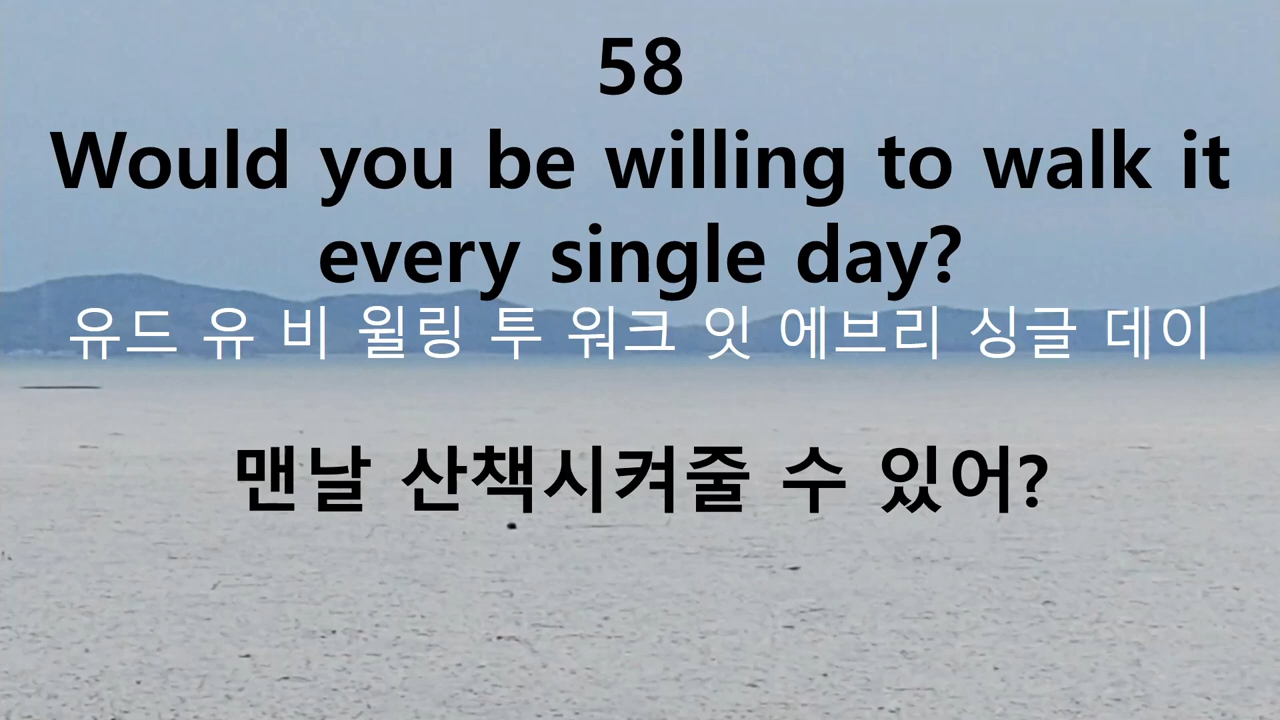 58
Would you be willing to walk it
every single day?
유드 유 비 윌링 투 워크 잇 에브리 싱글 데이
맨날 산책시켜줄 수 있어?